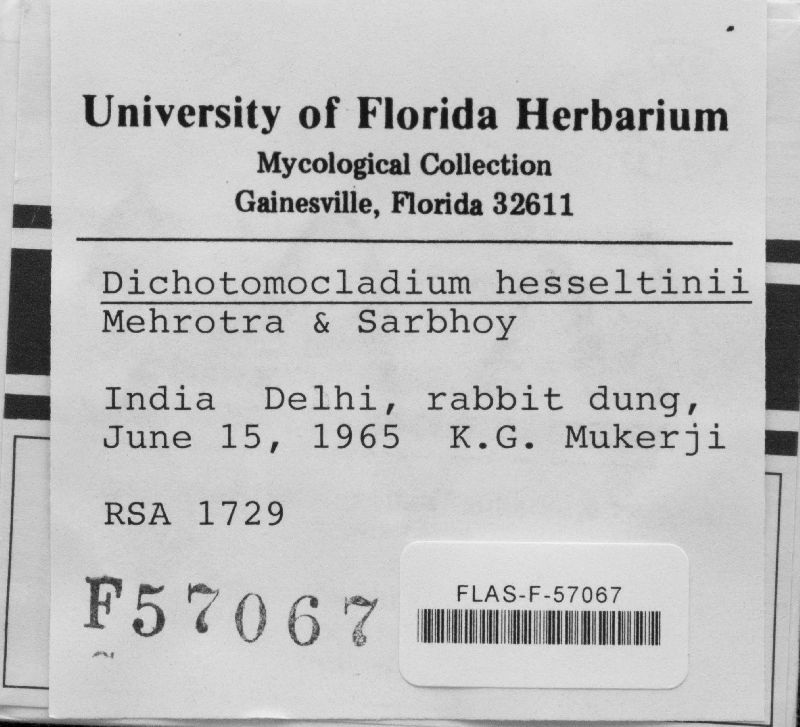 University of Florida Herbarium
Mycological Collection
Gainesville, Florida 32611
Dichotomocladium hesseltinii
Mehrotra & Sarbhoy
India Delhi, rabbit dung,
June 15, 1965 K.G. Mukerji
RSA 1729
F57067
FLAS-F-57067